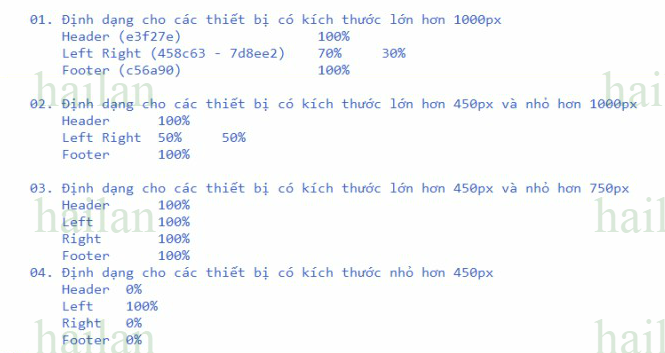 01. Định dạng cho các thiết bị có kích thước lớn hơn 1000px
Header (e3f27e) 100%
Left Right (458c63 - 7d8ee2) 70% 30%
Footer (c56a90) 100%
02. Định dạng cho các thiết bị có kích thước lớn hơn 450px và nhỏ hơn 1000px
Header 100%
Left Right 50% 50%
Footer 100%
03. Định dạng cho các thiết bị có kích thước lớn hơn 450px và nhỏ hơn 750px
Header 100%
Left 100%
Right 100%
Footer 100%
04. Định dạng cho các thiết bị có kích thước nhỏ hơn 450px
Header 0%
Left 100%
Right 0%
Footer 0%
hailan
hailan
hailan
hailan
hail
hail